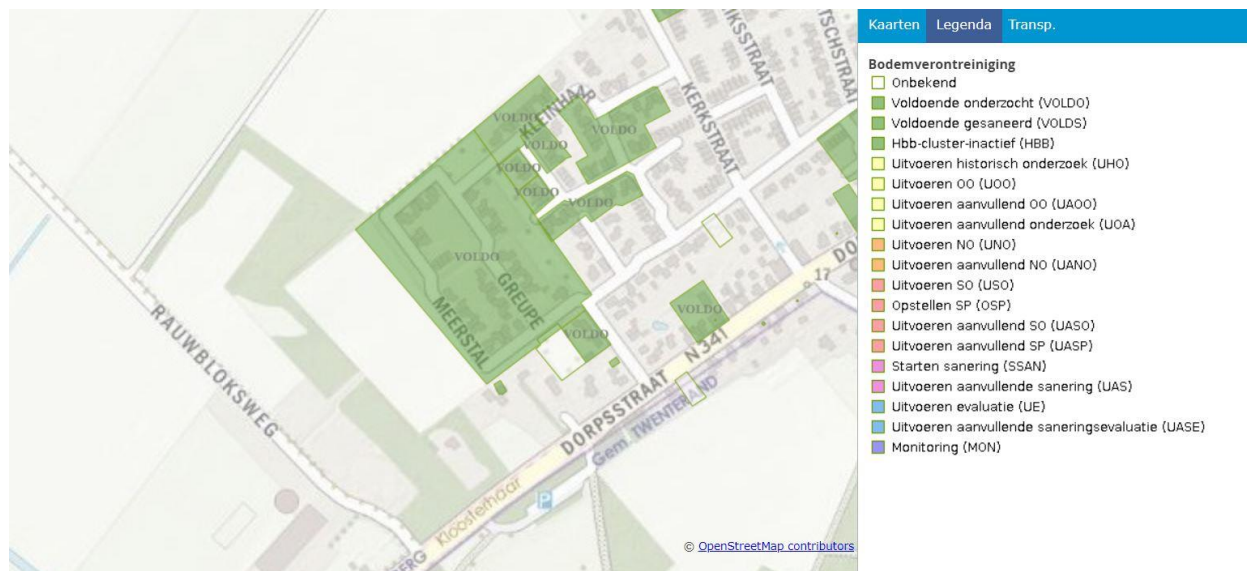 Kaarten Legenda Transp.
Bodemverontreiniging
Onbekend
Voldoende onderzocht (VOLDO)
Voldoende gesaneerd (VOLDS)
Hbb-cluster-inactief (HBB)
Uitvoeren historisch onderzoek (UHO)
Uitvoeren OO (UOO)
Uitvoeren aanvullend OO (UAOO)
Uitvoeren aanvullend onderzoek (UOA)
Uitvoeren NO (UNO)
Uitvoeren aanvullend NO (UANO)
Uitvoeren SO (USO)
Opstellen SP (OSP)
Uitvoeren aanvullend SO (UASO)
Uitvoeren aanvullend SP (UASP)
Starten sanering (SSAN)
Uitvoeren aanvullende sanering (UAS)
Uitvoeren evaluatie (UE)
Uitvoeren aanvullende saneringsevaluatie (UASE)
Monitoring (MON)
KLEINHAAR
KERKSTRAAT
VOLDO
VOLDO
VOLDO
VOLDO
VOLDO
VOLDO
VOLDO
VOLDO
VOLDO
GREUPE
MEERSTAL
RAUWBLOKSWEG
DORPSSTRAAT N341
17
Gem. TWENTERAND
Kloosterhaar
P
© OpenStreetMap contributors